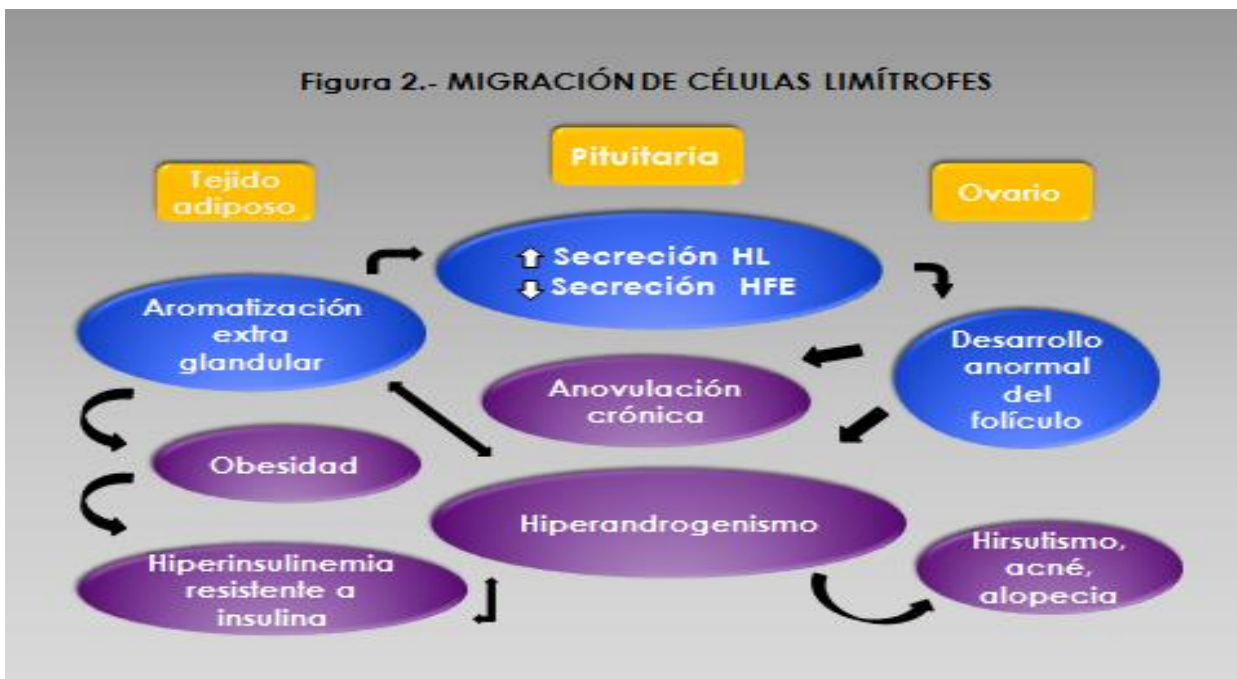 Figura 2.- MIGRACIÓN DE CÉLULAS LIMÍTROFES
Tejido
adiposo
Pituitaria
Ovario
Secreción HL
Secreción HFE
Aromatización
extra
glandular
Desarrollo
anormal
del
folículo
Anovulación
crónica
Obesidad
Hiperandrogenismo
Hiperinsulinemia
resistente a
insulina
Hirsutismo,
acné,
alopecia